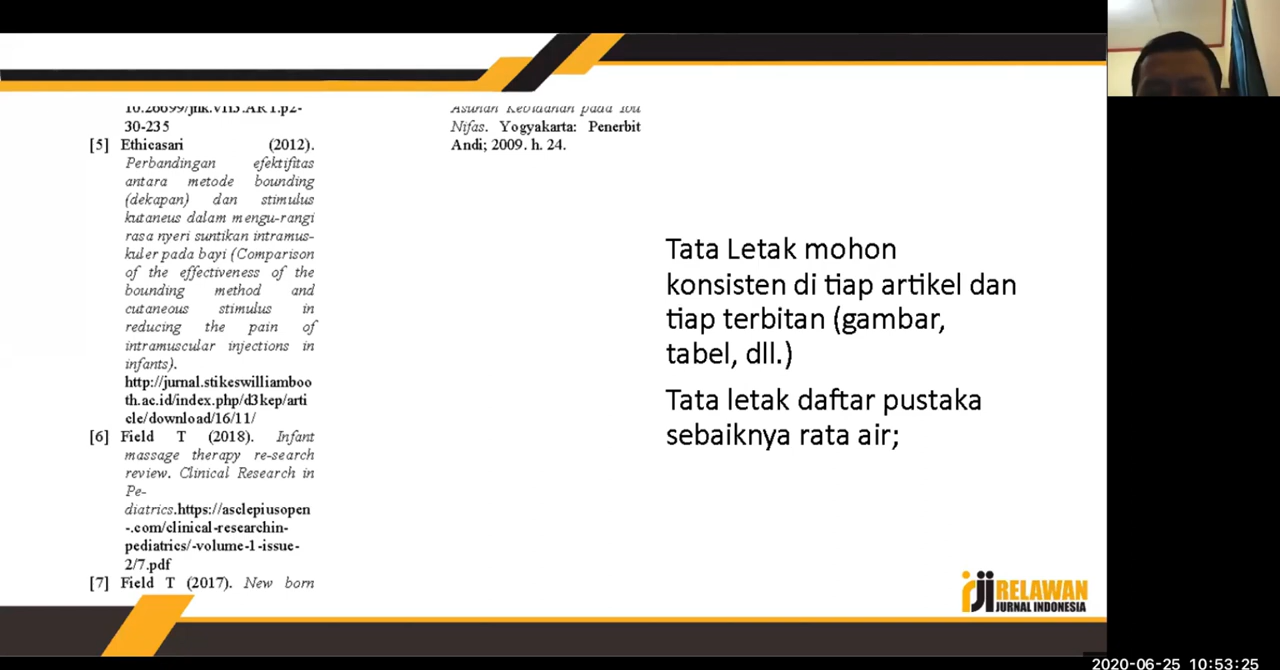 10.26699/jnk.v1i3.ART.p2-
30-235
[5] Ethicasari (2012).
Perbandingan efektifitas
antara metode bounding
(dekapan) dan stimulus
kutaneus dalam mengu-rangi
rasa nyeri suntikan intramus-
kuler pada bayi (Comparison
of the effectiveness of the
bounding method and
cutaneous stimulus in
reducing the pain of
intramuscular injections in
infants).
http://jurnal.stikeswilliamboo
th.ac.id/index.php/d3kep/arti
cle/download/16/11/
[6] Field T (2018). Infant
massage therapy re-search
review. Clinical Research in
Pe-
diatrics.https://asclepiusopen
-.com/clinical-researchin-
pediatrics/-volume-1-issue-
2/7.pdf
[7] Field T (2017). New born
Asuhan Kebidanan pada Ibu
Nifas. Yogyakarta: Penerbit
Andi; 2009. h. 24.
Tata Letak mohon
konsisten di tiap artikel dan
tiap terbitan (gambar,
tabel, dll.)
Tata letak daftar pustaka
sebaiknya rata air;
rji RELAWAN
JURNAL INDONESIA
2020-06-25 10:53:25